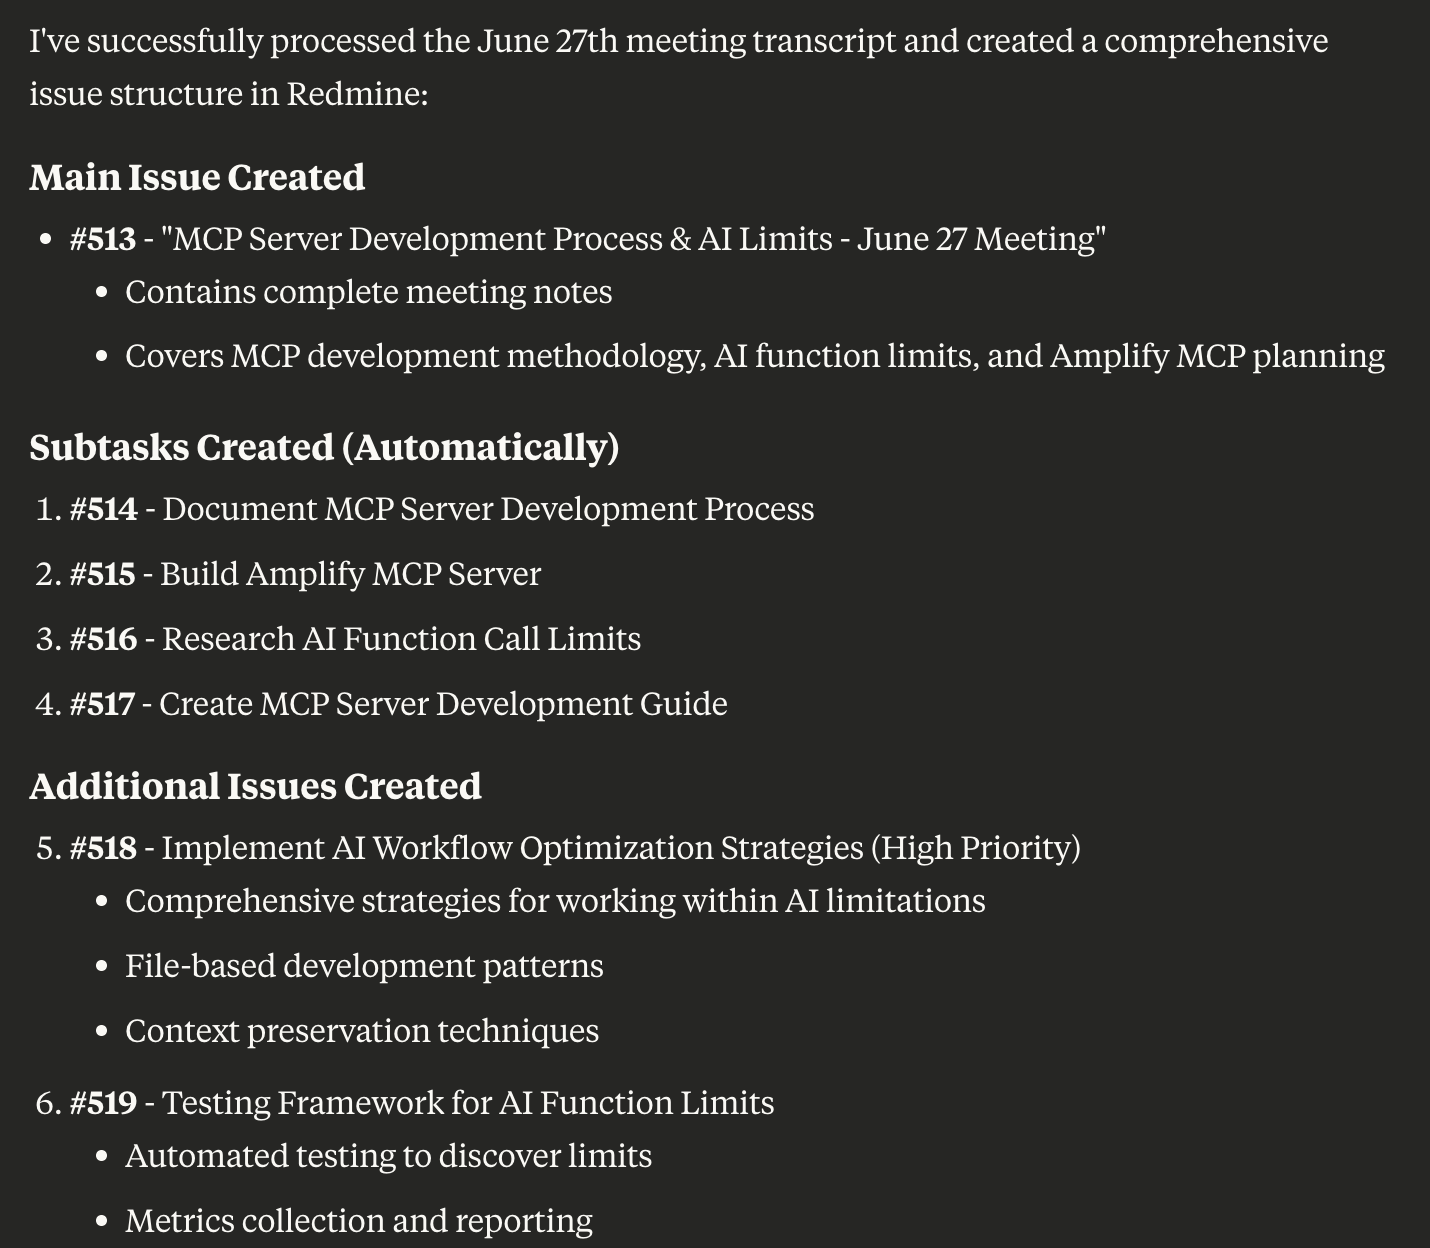 I've successfully processed the June 27th meeting transcript and created a comprehensive
issue structure in Redmine:
Main Issue Created
• #513 - "MCP Server Development Process & AI Limits - June 27 Meeting"
• Contains complete meeting notes
• Covers MCP development methodology, AI function limits, and Amplify MCP planning
Subtasks Created (Automatically)
1. #514 - Document MCP Server Development Process
2. #515 - Build Amplify MCP Server
3. #516 - Research AI Function Call Limits
4. #517 - Create MCP Server Development Guide
Additional Issues Created
5. #518 - Implement AI Workflow Optimization Strategies (High Priority)
• Comprehensive strategies for working within AI limitations
• File-based development patterns
• Context preservation techniques
6. #519 - Testing Framework for AI Function Limits
• Automated testing to discover limits
• Metrics collection and reporting